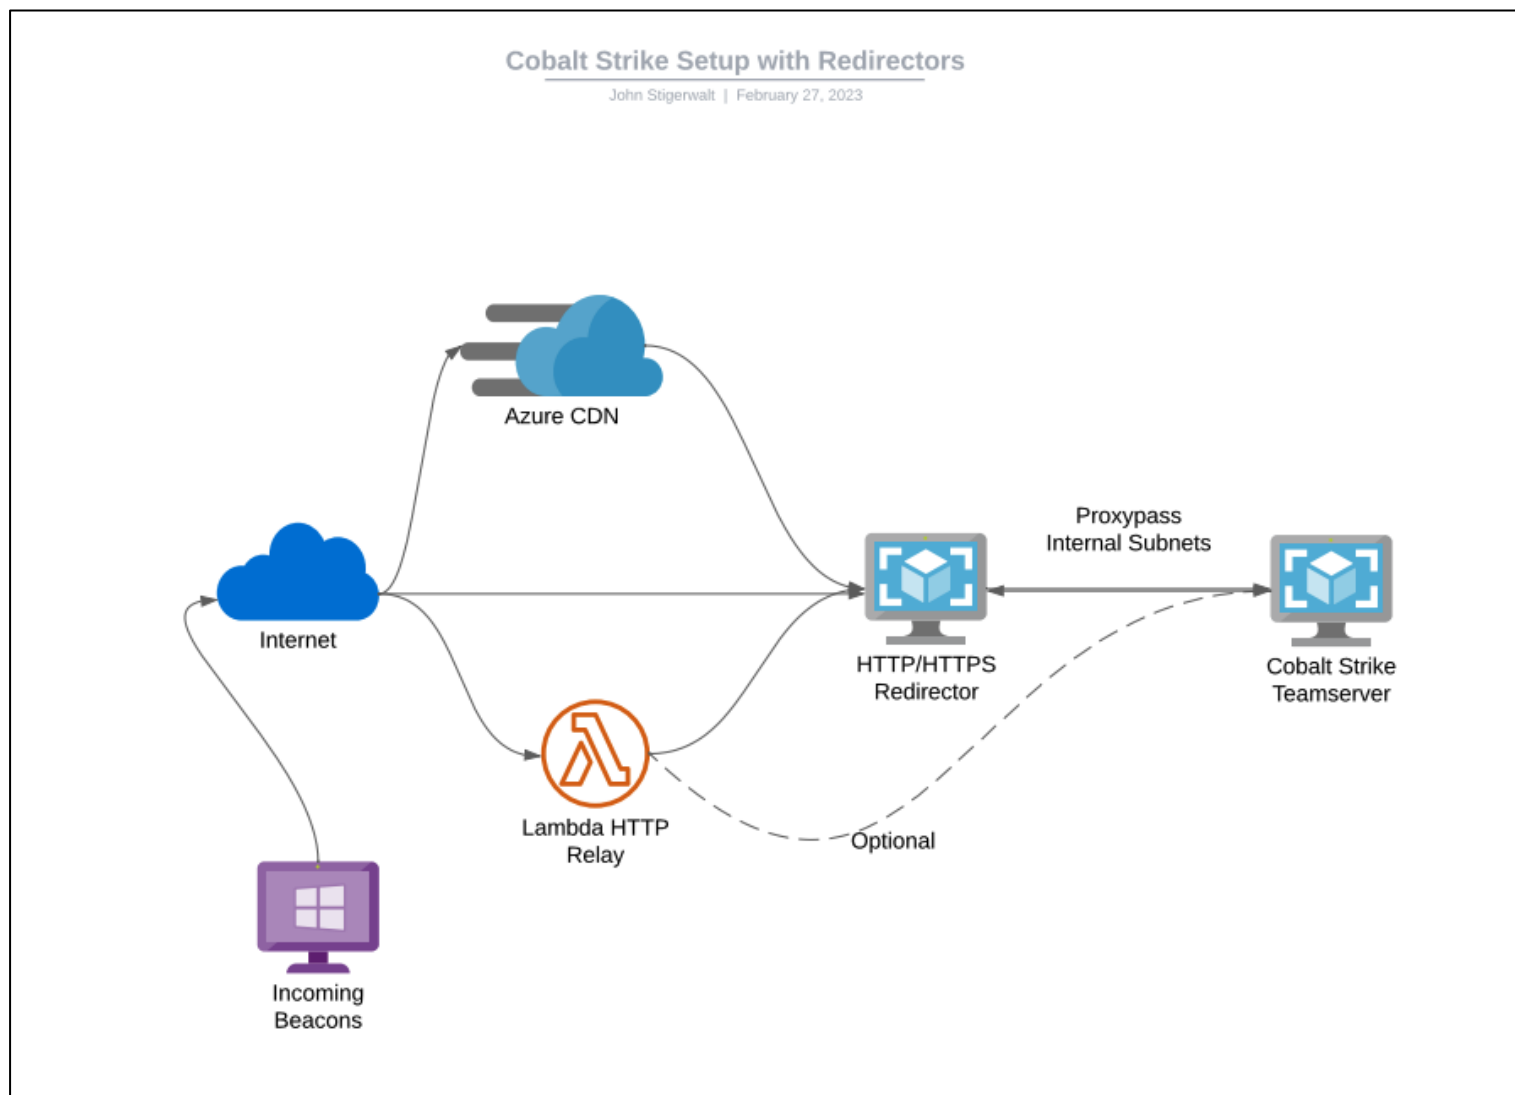 Cobalt Strike Setup with Redirectors
John Stigerwalt | February 27, 2023
Azure CDN
Proxypass
Internal Subnets
Internet
HTTP/HTTPS
Redirector
Cobalt Strike
Teamserver
Lambda HTTP
Relay
Optional
Incoming
Beacons